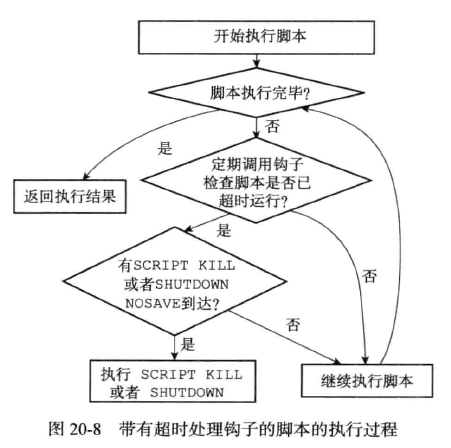 开始执行脚本
脚本执行完毕?
否
是
定期调用钩子
检查脚本是否已
超时运行?
返回执行结果
是
有SCRIPT KILL
或者SHUTDOWN
NOSAVE到达?
否
否
是
执行 SCRIPT KILL
或者 SHUTDOWN
继续执行脚本
图 20-8 带有超时处理钩子的脚本的执行过程